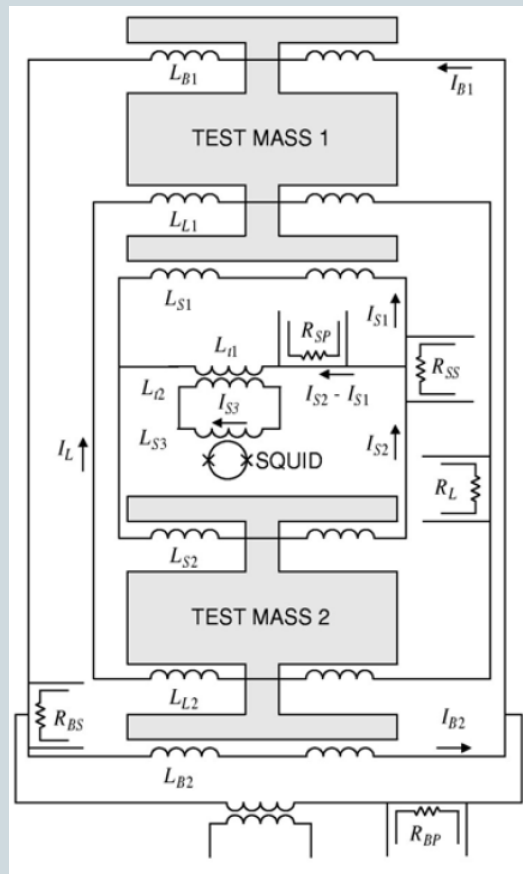 L_B1
I_B1
TEST MASS 1
L_L1
L_S1
I_S1
R_SP
L_t1
R_SS
L_t2
I_S3
I_S2 - I_S1
L_S3
I_S2
I_L
SQUID
R_L
L_S2
TEST MASS 2
L_L2
I_B2
R_BS
L_B2
R_BP